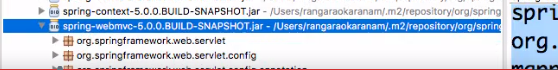 spring-context-5.0.0.BUILD-SNAPSHOT.jar - /Users/rangaraokaranam/.m2/repository/org/spring
spring-webmvc-5.0.0.BUILD-SNAPSHOT.jar - /Users/rangaraokaranam/.m2/repository/org/spring
org.springframework.web.servlet
org.springframework.web.servlet.config
spri
org.